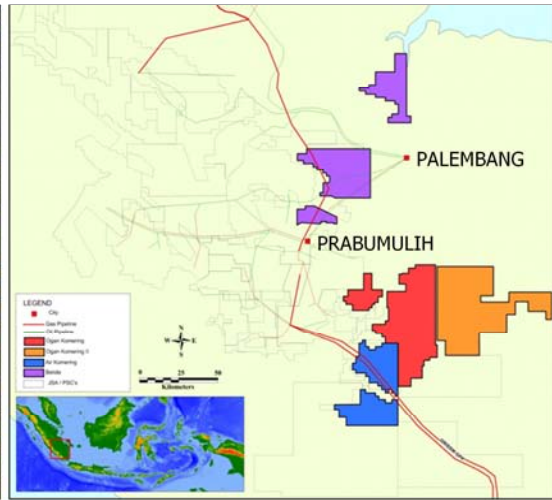 PALEMBANG
PRABUMULIH
LEGEND
City
Gas Pipeline
Oil Pipeline
Ogan Komering
Ogan Komering II
Air Komering
Benda
JSA / PSC's
N
W E
S
0 25 50
Kilometers